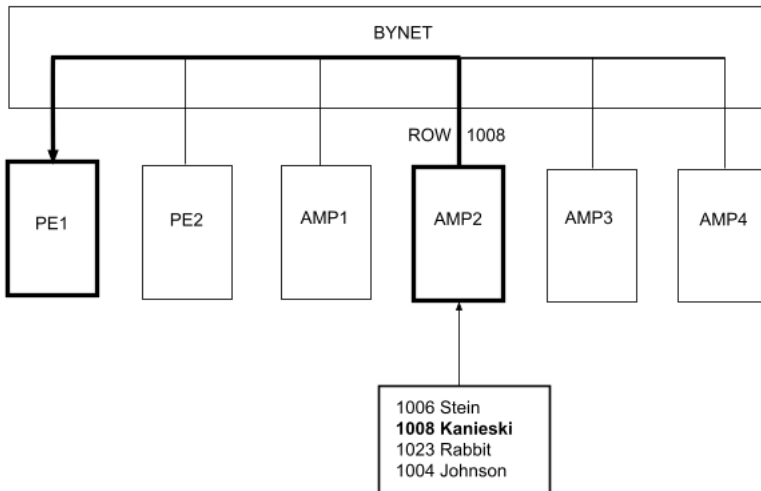 BYNET
ROW 1008
PE1
PE2
AMP1
AMP2
AMP3
AMP4
1006 Stein
1008 Kanieski
1023 Rabbit
1004 Johnson